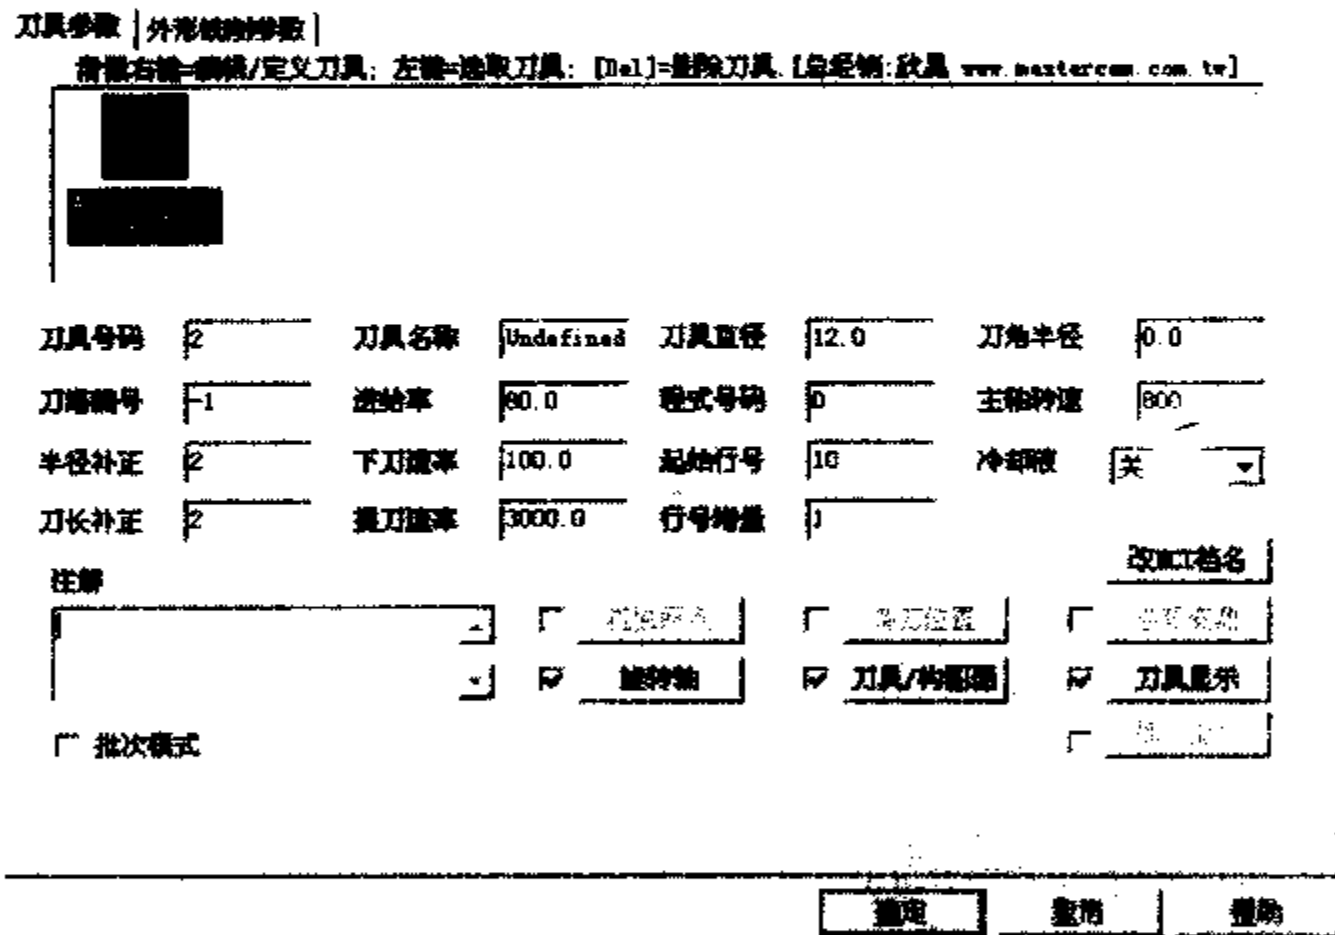 刀具参数 外形铣削参数
鼠标右键=编辑/定义刀具; 左键=选取刀具; [Del]=删除刀具. [总经销:欣昊 www.mastercam.com.tw]
刀具号码 2 刀具名称 Undefined 刀具直径 12.0 刀角半径 0.0
刀塔编号 -1 进给率 程式号码 0 主轴转速 800
半径补正 2 下刀速率 100.0 起始行号 10 冷却液 关
刀长补正 2 提刀速率 3000.0 行号增量
改NCI档名
注解
旋转轴 刀具/构图面 刀具显示
批次模式
确定 取消 帮助